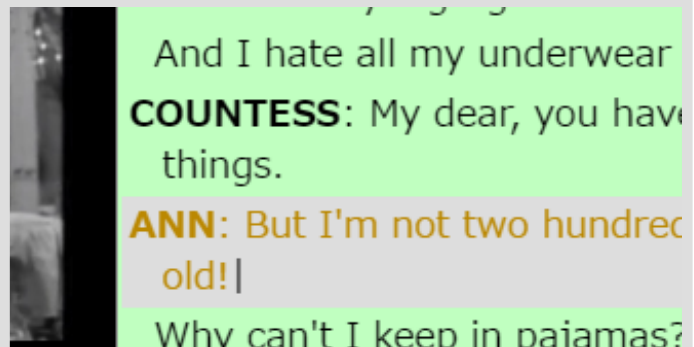 And I hate all my underwear
COUNTESS: My dear, you have
things.
ANN: But I'm not two hundred
old!
Why can't I keep in pajamas?